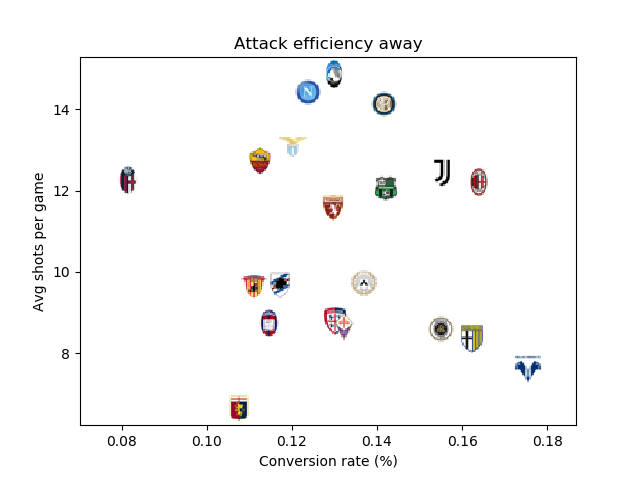 Attack efficiency away
14
12
10
8
Avg shots per game
0.08 0.10 0.12 0.14 0.16 0.18
Conversion rate (%)